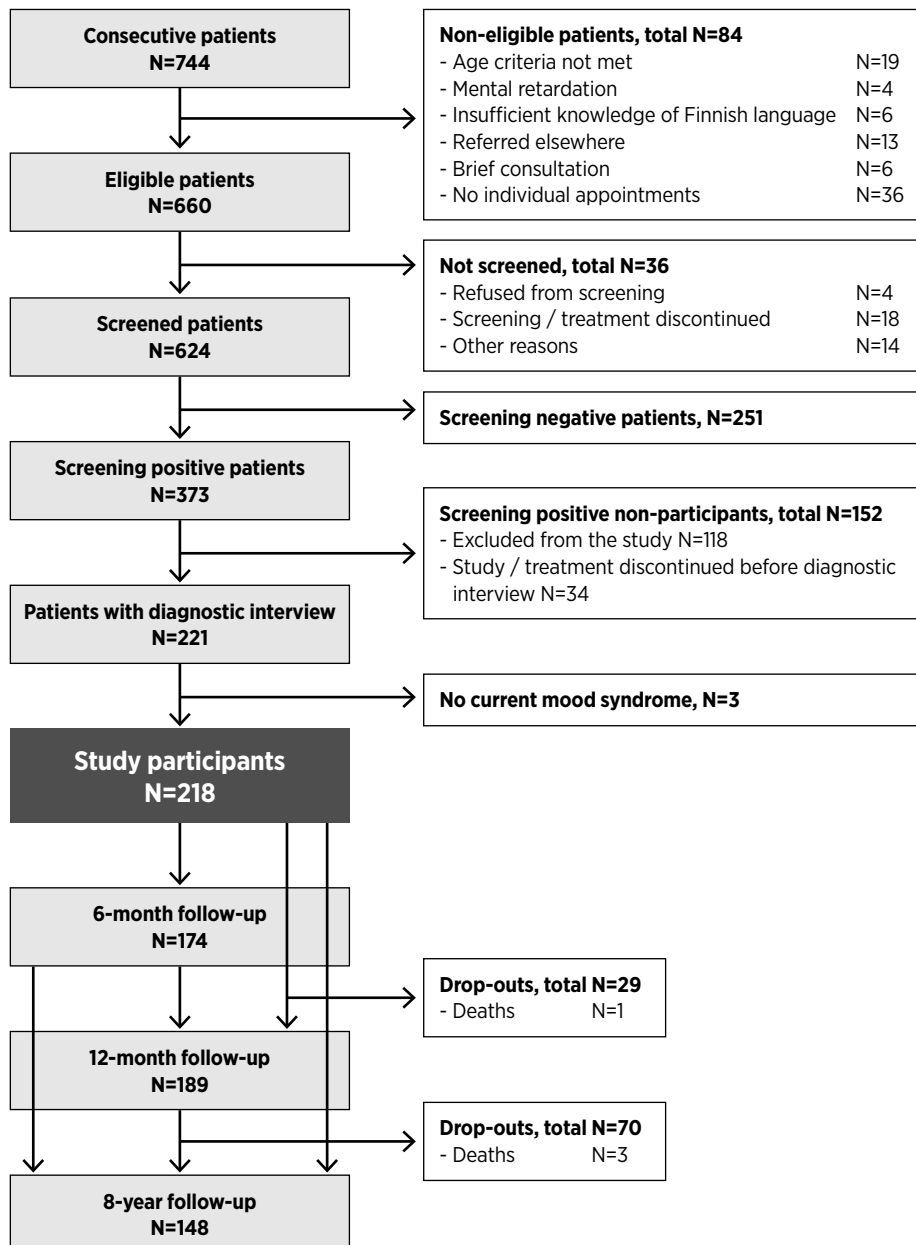 Consecutive patients
N=744
Non-eligible patients, total N=84
- Age criteria not met N=19
- Mental retardation N=4
- Insufficient knowledge of Finnish language N=6
- Referred elsewhere N=13
- Brief consultation N=6
- No individual appointments N=36
Eligible patients
N=660
Not screened, total N=36
- Refused from screening N=4
- Screening / treatment discontinued N=18
- Other reasons N=14
Screened patients
N=624
Screening negative patients, N=251
Screening positive patients
N=373
Screening positive non-participants, total N=152
- Excluded from the study N=118
- Study / treatment discontinued before diagnostic
interview N=34
Patients with diagnostic interview
N=221
No current mood syndrome, N=3
Study participants
N=218
6-month follow-up
N=174
Drop-outs, total N=29
- Deaths N=1
12-month follow-up
N=189
Drop-outs, total N=70
- Deaths N=3
8-year follow-up
N=148